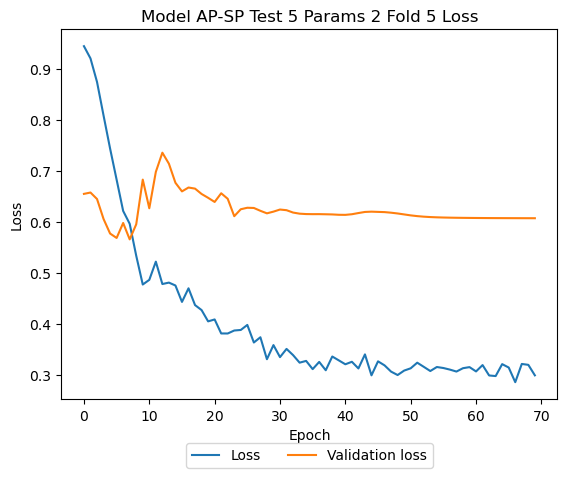 Model AP-SP Test 5 Params 2 Fold 5 Loss
Loss
0.9
0.8
0.7
0.6
0.5
0.4
0.3
0 10 20 30 40 50 60 70
Epoch
Loss Validation loss